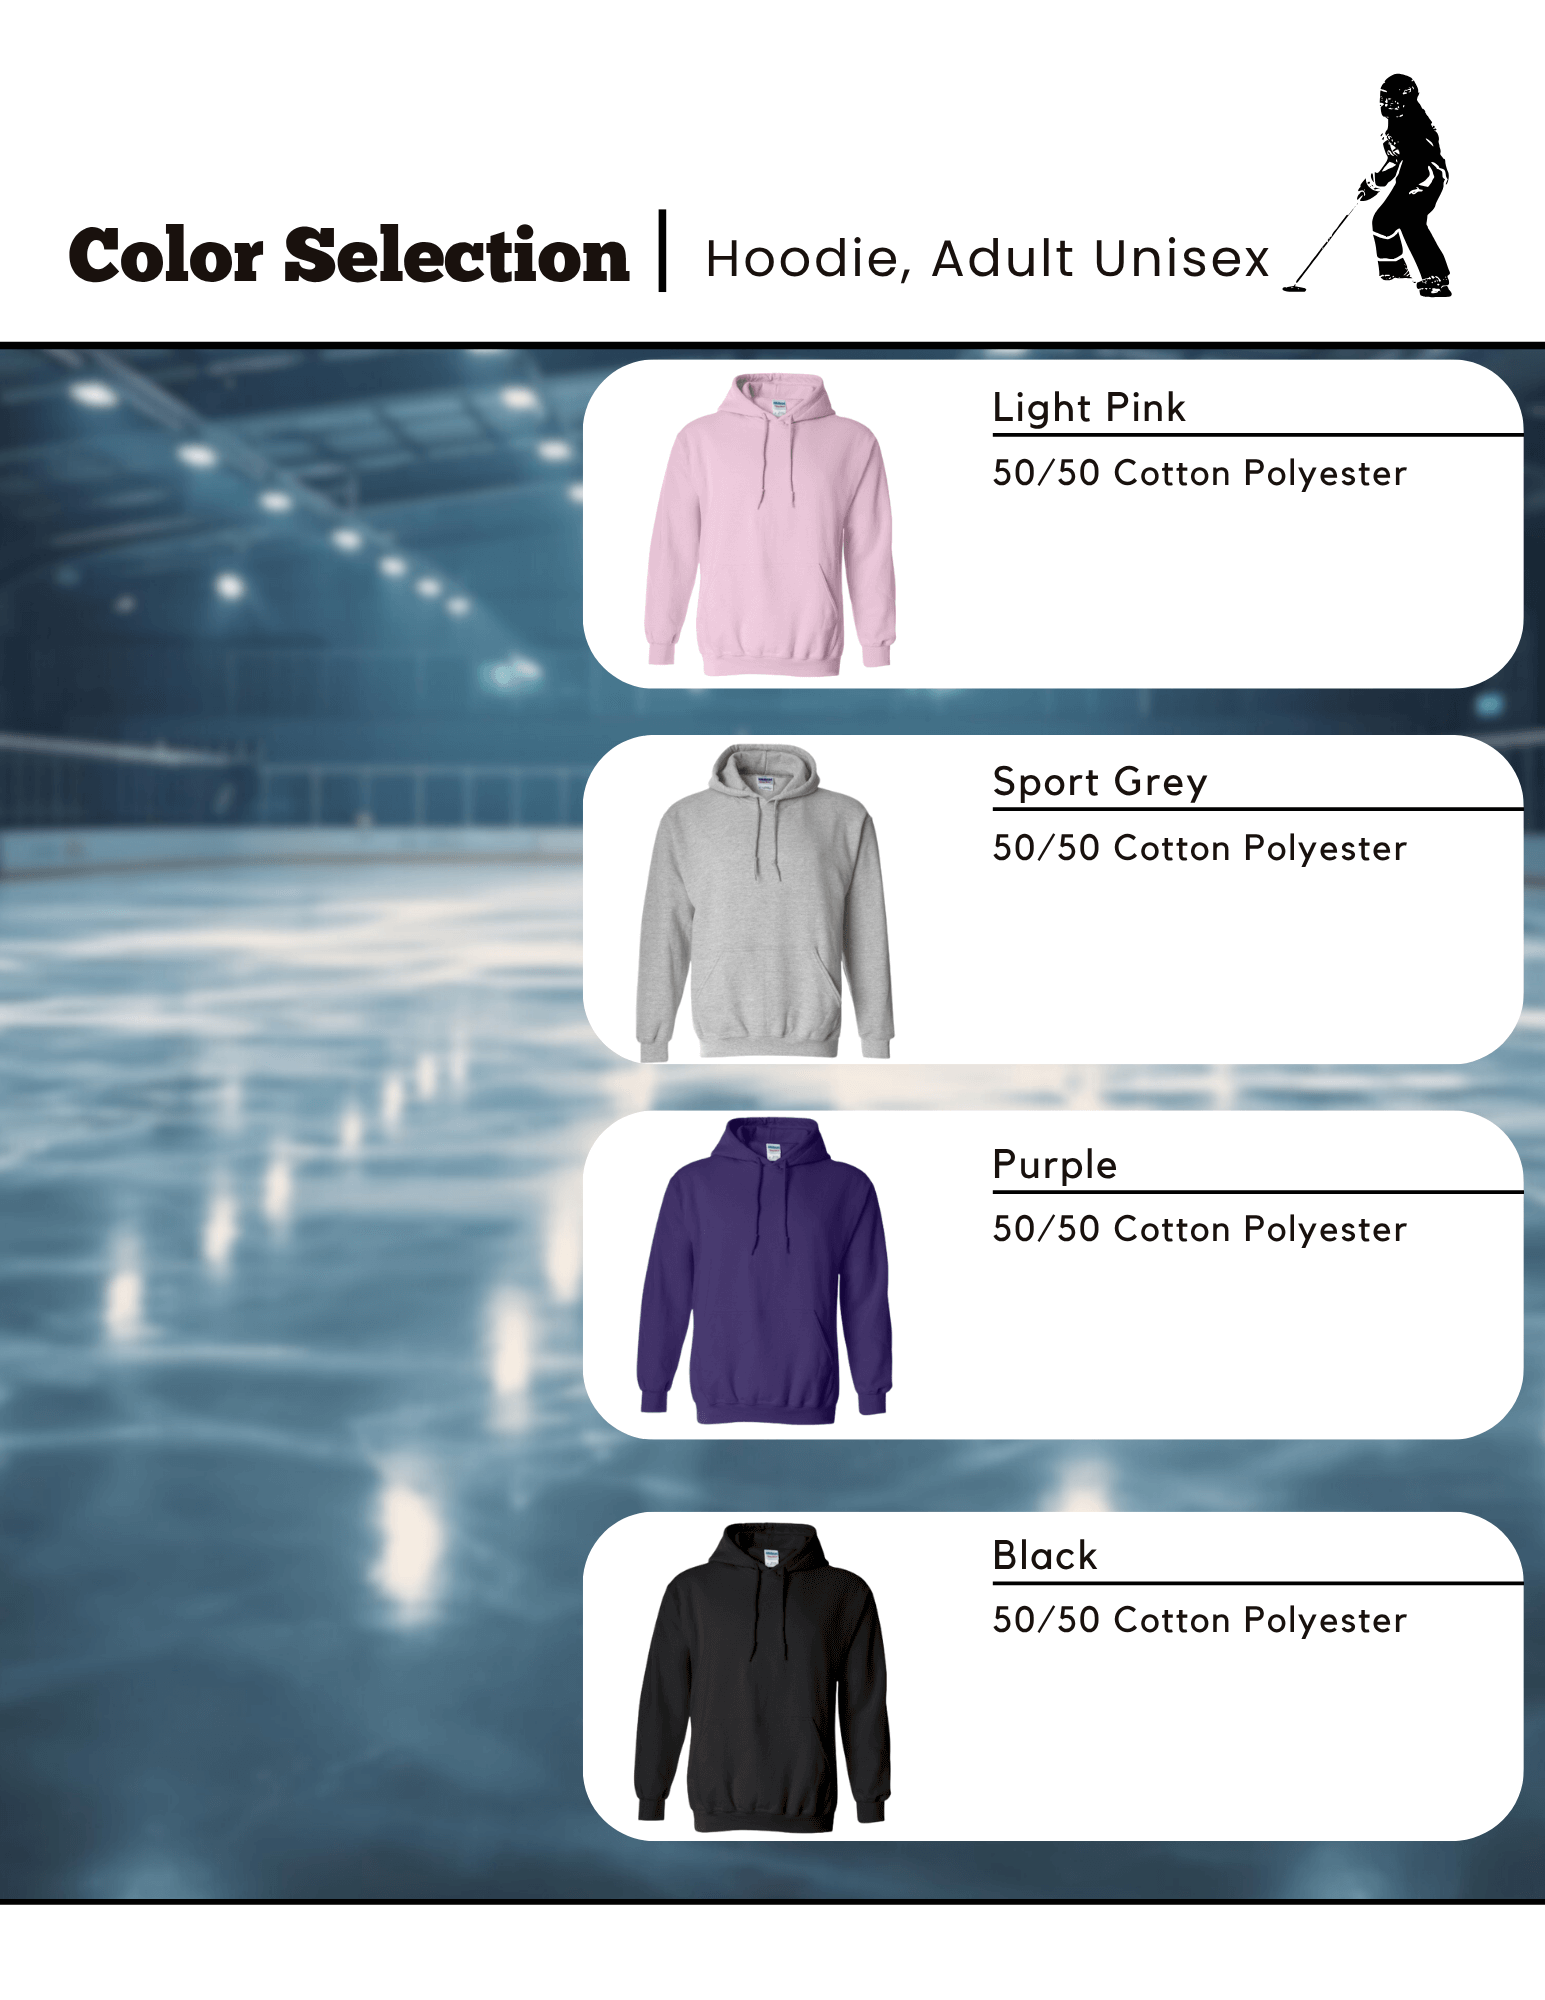 Color Selection | Hoodie, Adult Unisex
Light Pink
50/50 Cotton Polyester
Sport Grey
50/50 Cotton Polyester
Purple
50/50 Cotton Polyester
Black
50/50 Cotton Polyester